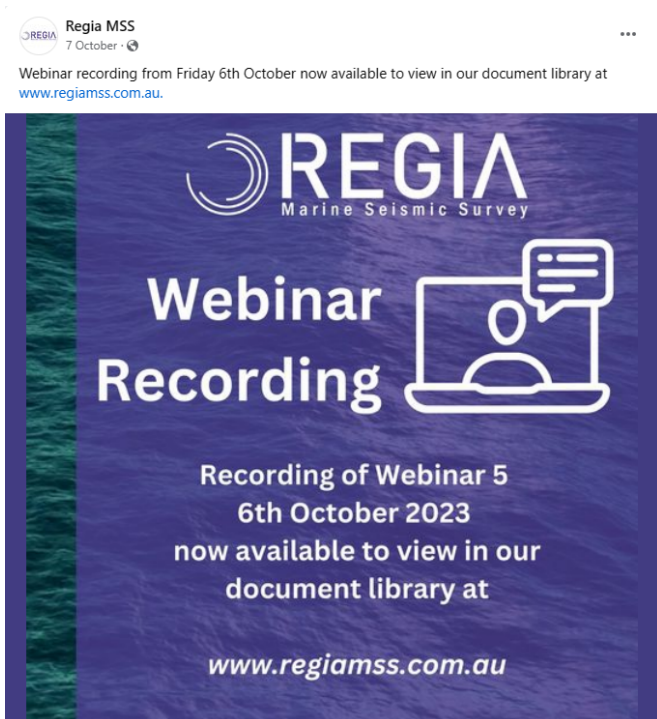 REGIA
Regia MSS
7 October ·
Webinar recording from Friday 6th October now available to view in our document library at
www.regiamss.com.au.
REGIA
Marine Seismic Survey
Webinar
Recording
Recording of Webinar 5
6th October 2023
now available to view in our
document library at
www.regiamss.com.au